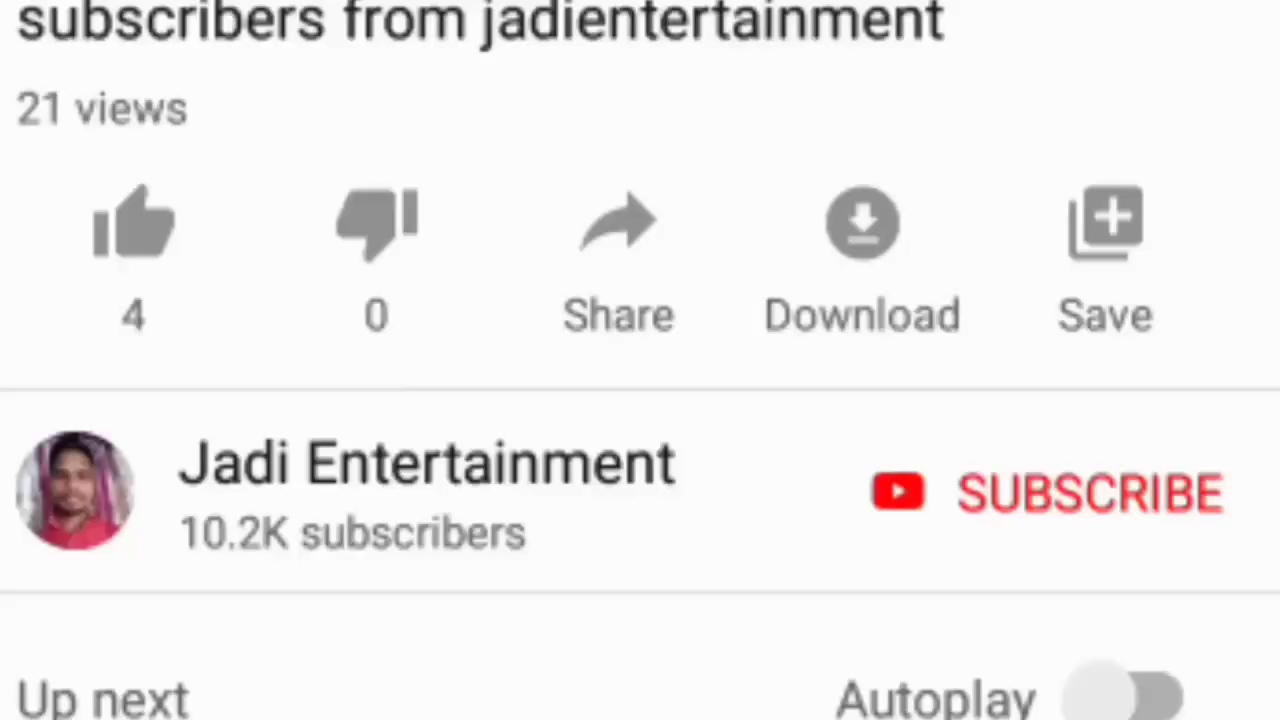 subscribers from jadientertainment
21 views
4 0 Share Download Save
Jadi Entertainment
10.2K subscribers
SUBSCRIBE
Up next Autoplay